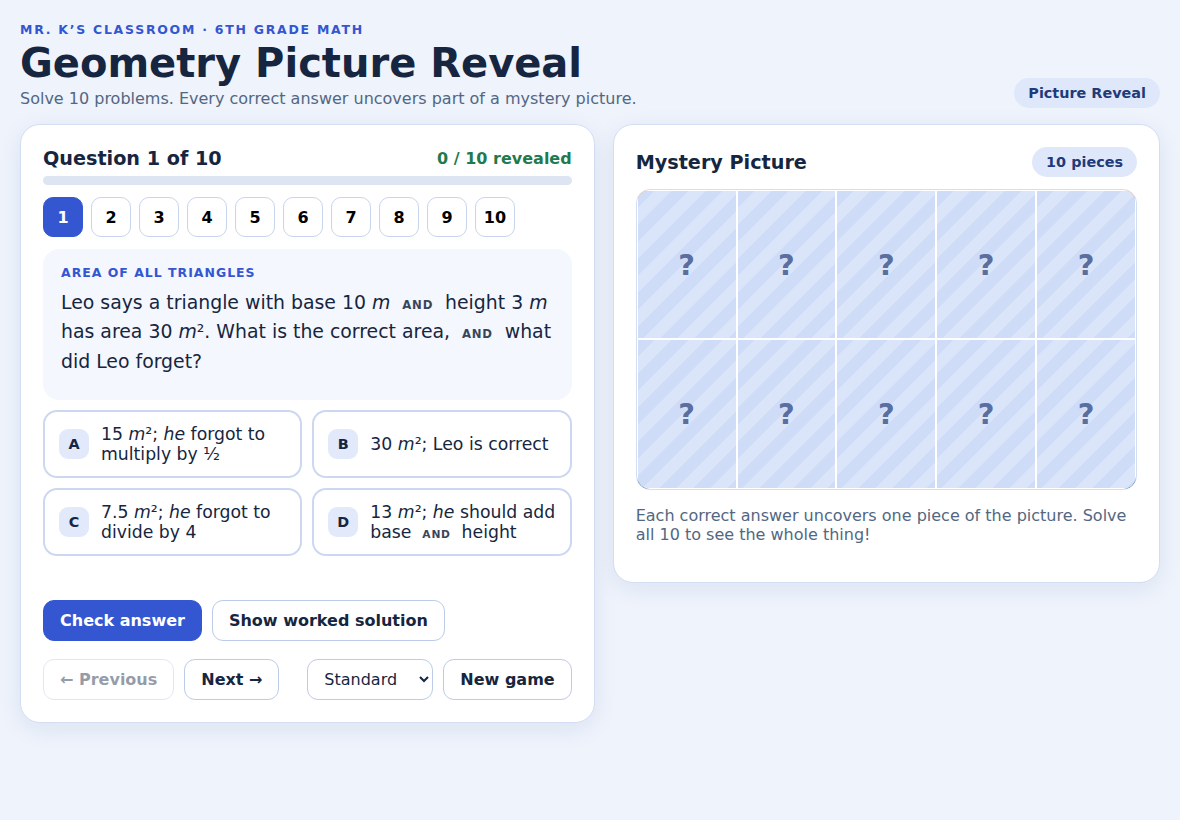 MR. K’S CLASSROOM · 6TH GRADE MATH
Geometry Picture Reveal
Solve 10 problems. Every correct answer uncovers part of a mystery picture.
Picture Reveal
Question 1 of 10
0 / 10 revealed
1 2 3 4 5 6 7 8 9 10
AREA OF ALL TRIANGLES
Leo says a triangle with base 10 m AND height 3 m
has area 30 m². What is the correct area, AND what
did Leo forget?
A
15 m²; he forgot to
multiply by ½
B
30 m²; Leo is correct
C
7.5 m²; he forgot to
divide by 4
D
13 m²; he should add
base AND height
Check answer
Show worked solution
← Previous
Next →
Standard
New game
Mystery Picture
10 pieces
? ? ? ? ?
? ? ? ? ?
Each correct answer uncovers one piece of the picture. Solve
all 10 to see the whole thing!